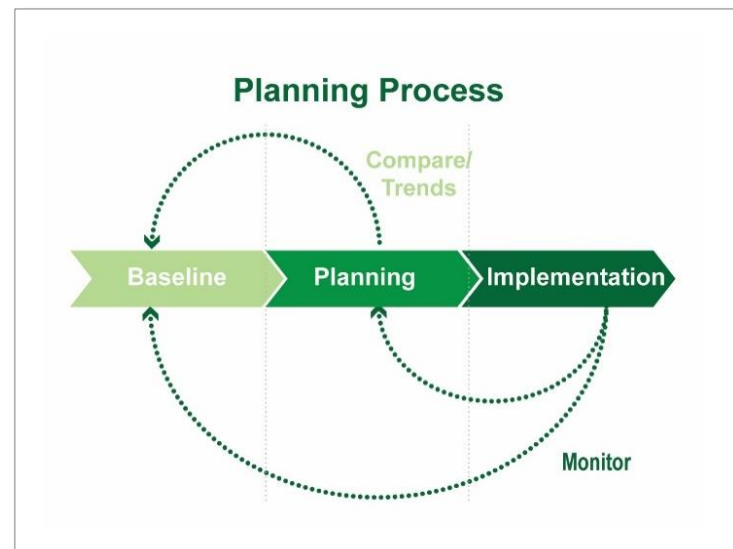 Planning Process
Compare/
Trends
Baseline
Planning
Implementation
Monitor